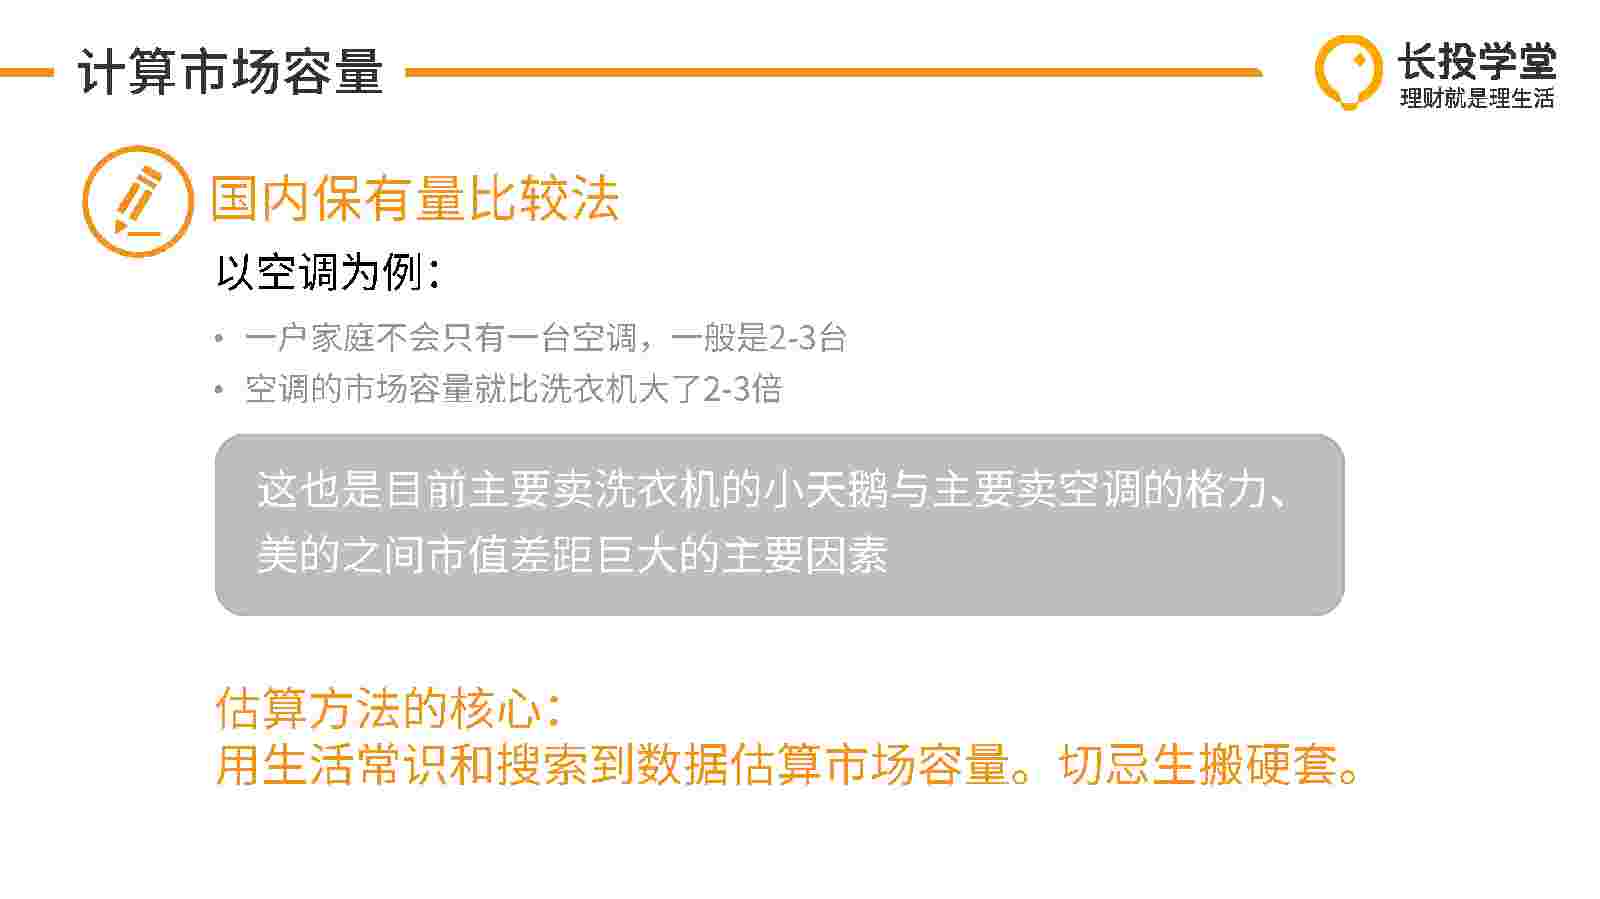 计算市场容量
长投学堂
理财就是理生活
国内保有量比较法
以空调为例：
• 一户家庭不会只有一台空调，一般是2-3台
• 空调的市场容量就比洗衣机大了2-3倍
这也是目前主要卖洗衣机的小天鹅与主要卖空调的格力、
美的之间市值差距巨大的主要因素
估算方法的核心：
用生活常识和搜索到数据估算市场容量。切忌生搬硬套。